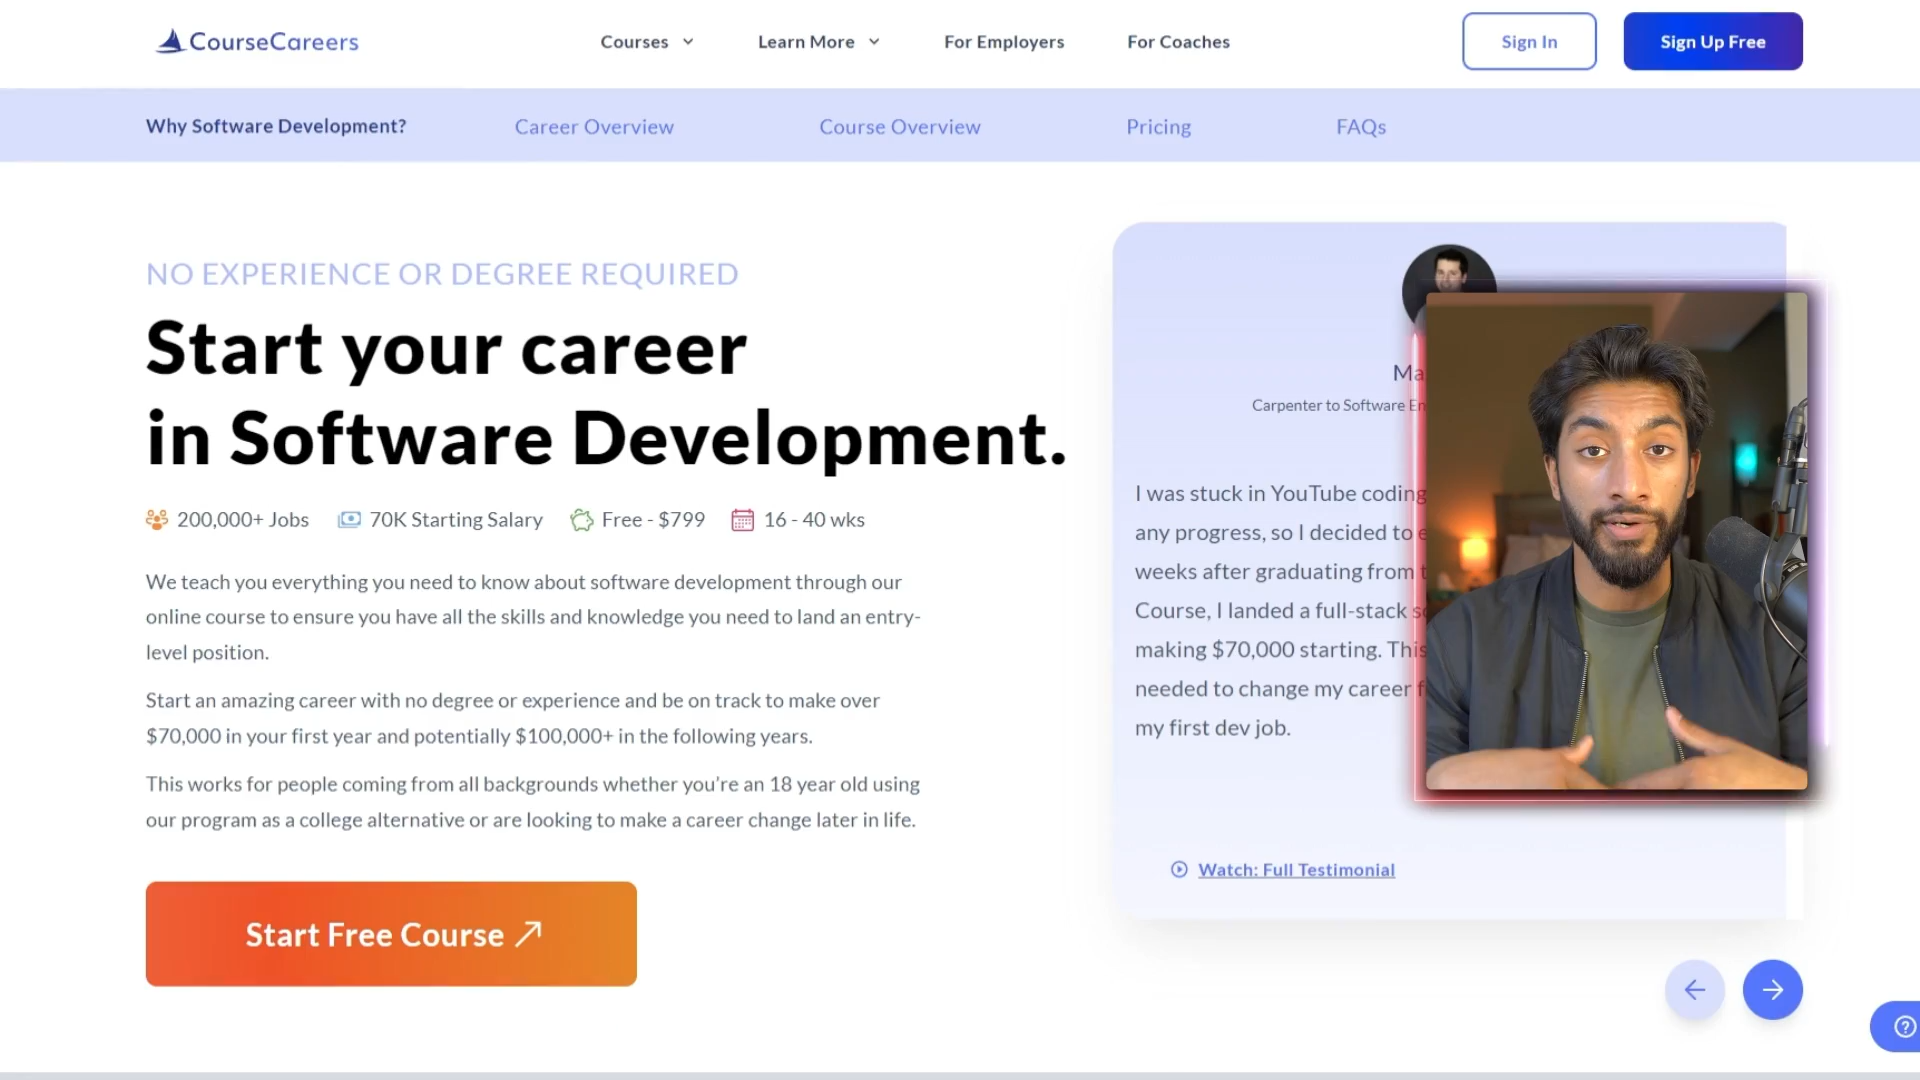 CourseCareers
Courses
Learn More
For Employers
For Coaches
Sign In
Sign Up Free
Why Software Development?
Career Overview
Course Overview
Pricing
FAQs
NO EXPERIENCE OR DEGREE REQUIRED
Start your career
in Software Development.
200,000+ Jobs
70K Starting Salary
Free - $799
16 - 40 wks
We teach you everything you need to know about software development through our
online course to ensure you have all the skills and knowledge you need to land an entry-
level position.
Start an amazing career with no degree or experience and be on track to make over
$70,000 in your first year and potentially $100,000+ in the following years.
This works for people coming from all backgrounds whether you’re an 18 year old using
our program as a college alternative or are looking to make a career change later in life.
Start Free Course
Carpenter to Software
I was stuck in YouTube coding
any progress, so I decided to
weeks after graduating from
Course, I landed a full-stack
making $70,000 starting. This
needed to change my career
my first dev job.
Watch: Full Testimonial